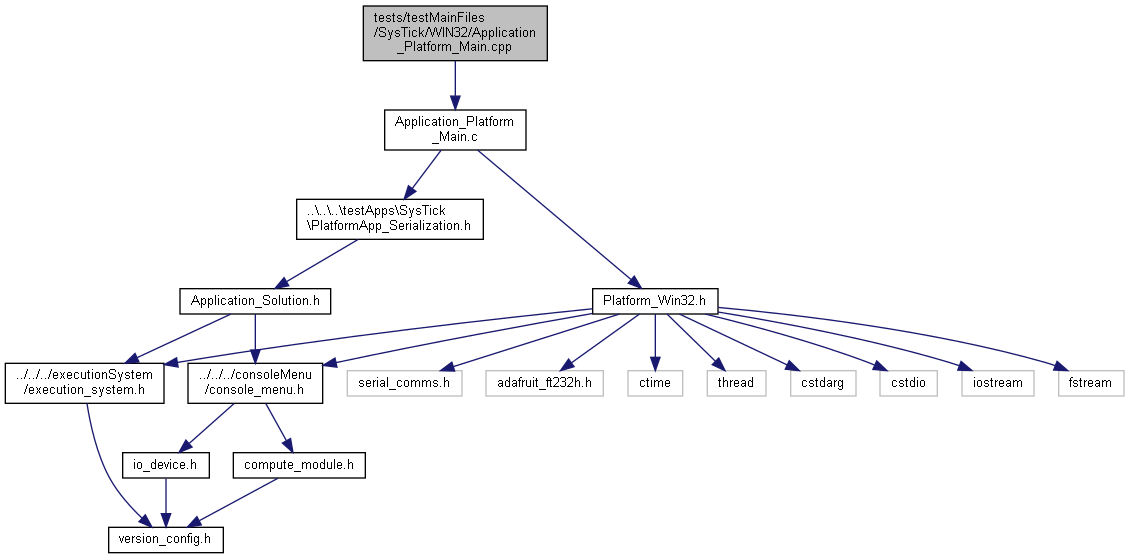 tests/testMainFiles
/SysTick/WIN32/Application
_Platform_Main.cpp
Application_Platform
_Main.c
..\..\..\testApps\SysTick
\PlatformApp_Serialization.h
Application_Solution.h
Platform_Win32.h
../../../executionSystem
/execution_system.h
../../../consoleMenu
/console_menu.h
serial_comms.h
adafruit_ft232h.h
ctime
thread
cstdarg
cstdio
iostream
fstream
io_device.h
compute_module.h
version_config.h